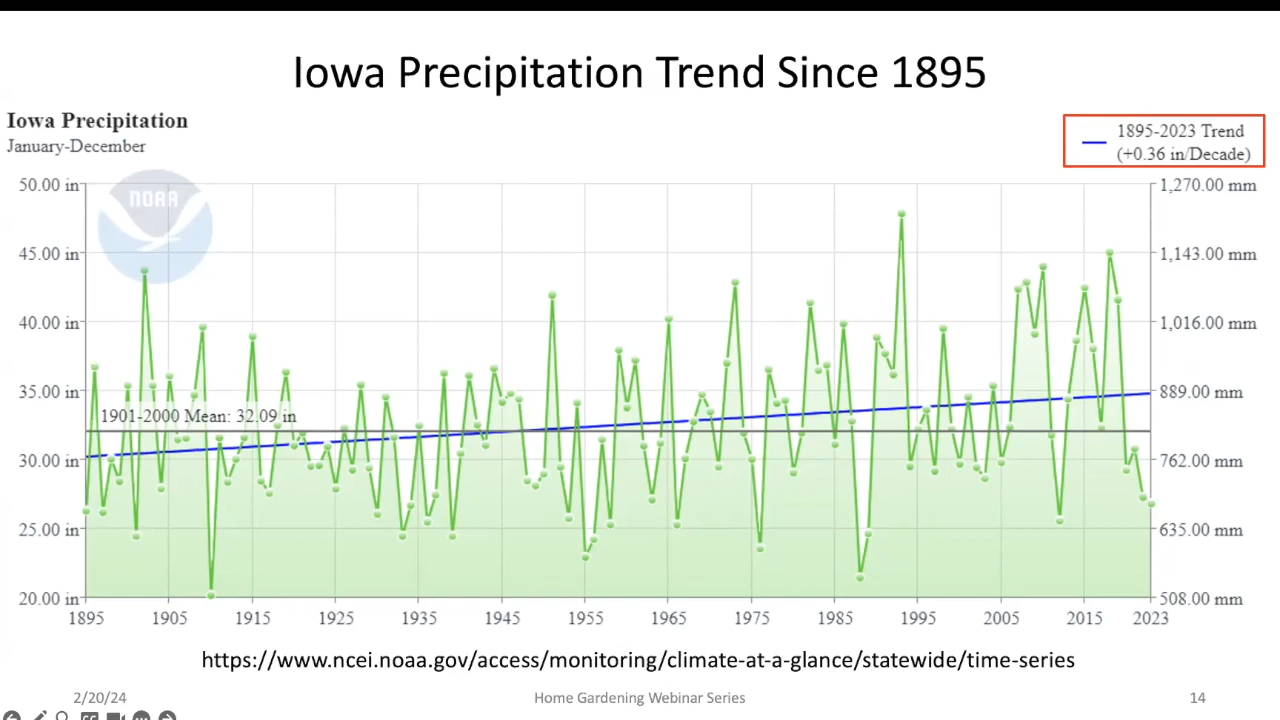 Iowa Precipitation Trend Since 1895
Iowa Precipitation
January-December
1895-2023 Trend
(+0.36 in/Decade)
NOAA
50.00 in
45.00 in
40.00 in
35.00 in
30.00 in
25.00 in
20.00 in
1901-2000 Mean: 32.09 in
1,270.00 mm
1,143.00 mm
1,016.00 mm
889.00 mm
762.00 mm
635.00 mm
508.00 mm
1895 1905 1915 1925 1935 1945 1955 1965 1975 1985 1995 2005 2015 2023
https://www.ncei.noaa.gov/access/monitoring/climate-at-a-glance/statewide/time-series
2/20/24 Home Gardening Webinar Series 14